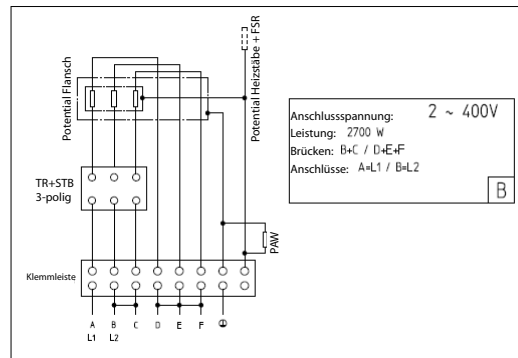 Potential Flansch
Potential Heizstäbe + FSR
TR+STB
3-polig
PAW
Klemmleiste
A B C D E F
L1 L2
Anschlussspannung: 2 ~ 400V
Leistung: 2700 W
Brücken: B+C / D+E+F
Anschlüsse: A=L1 / B=L2
B